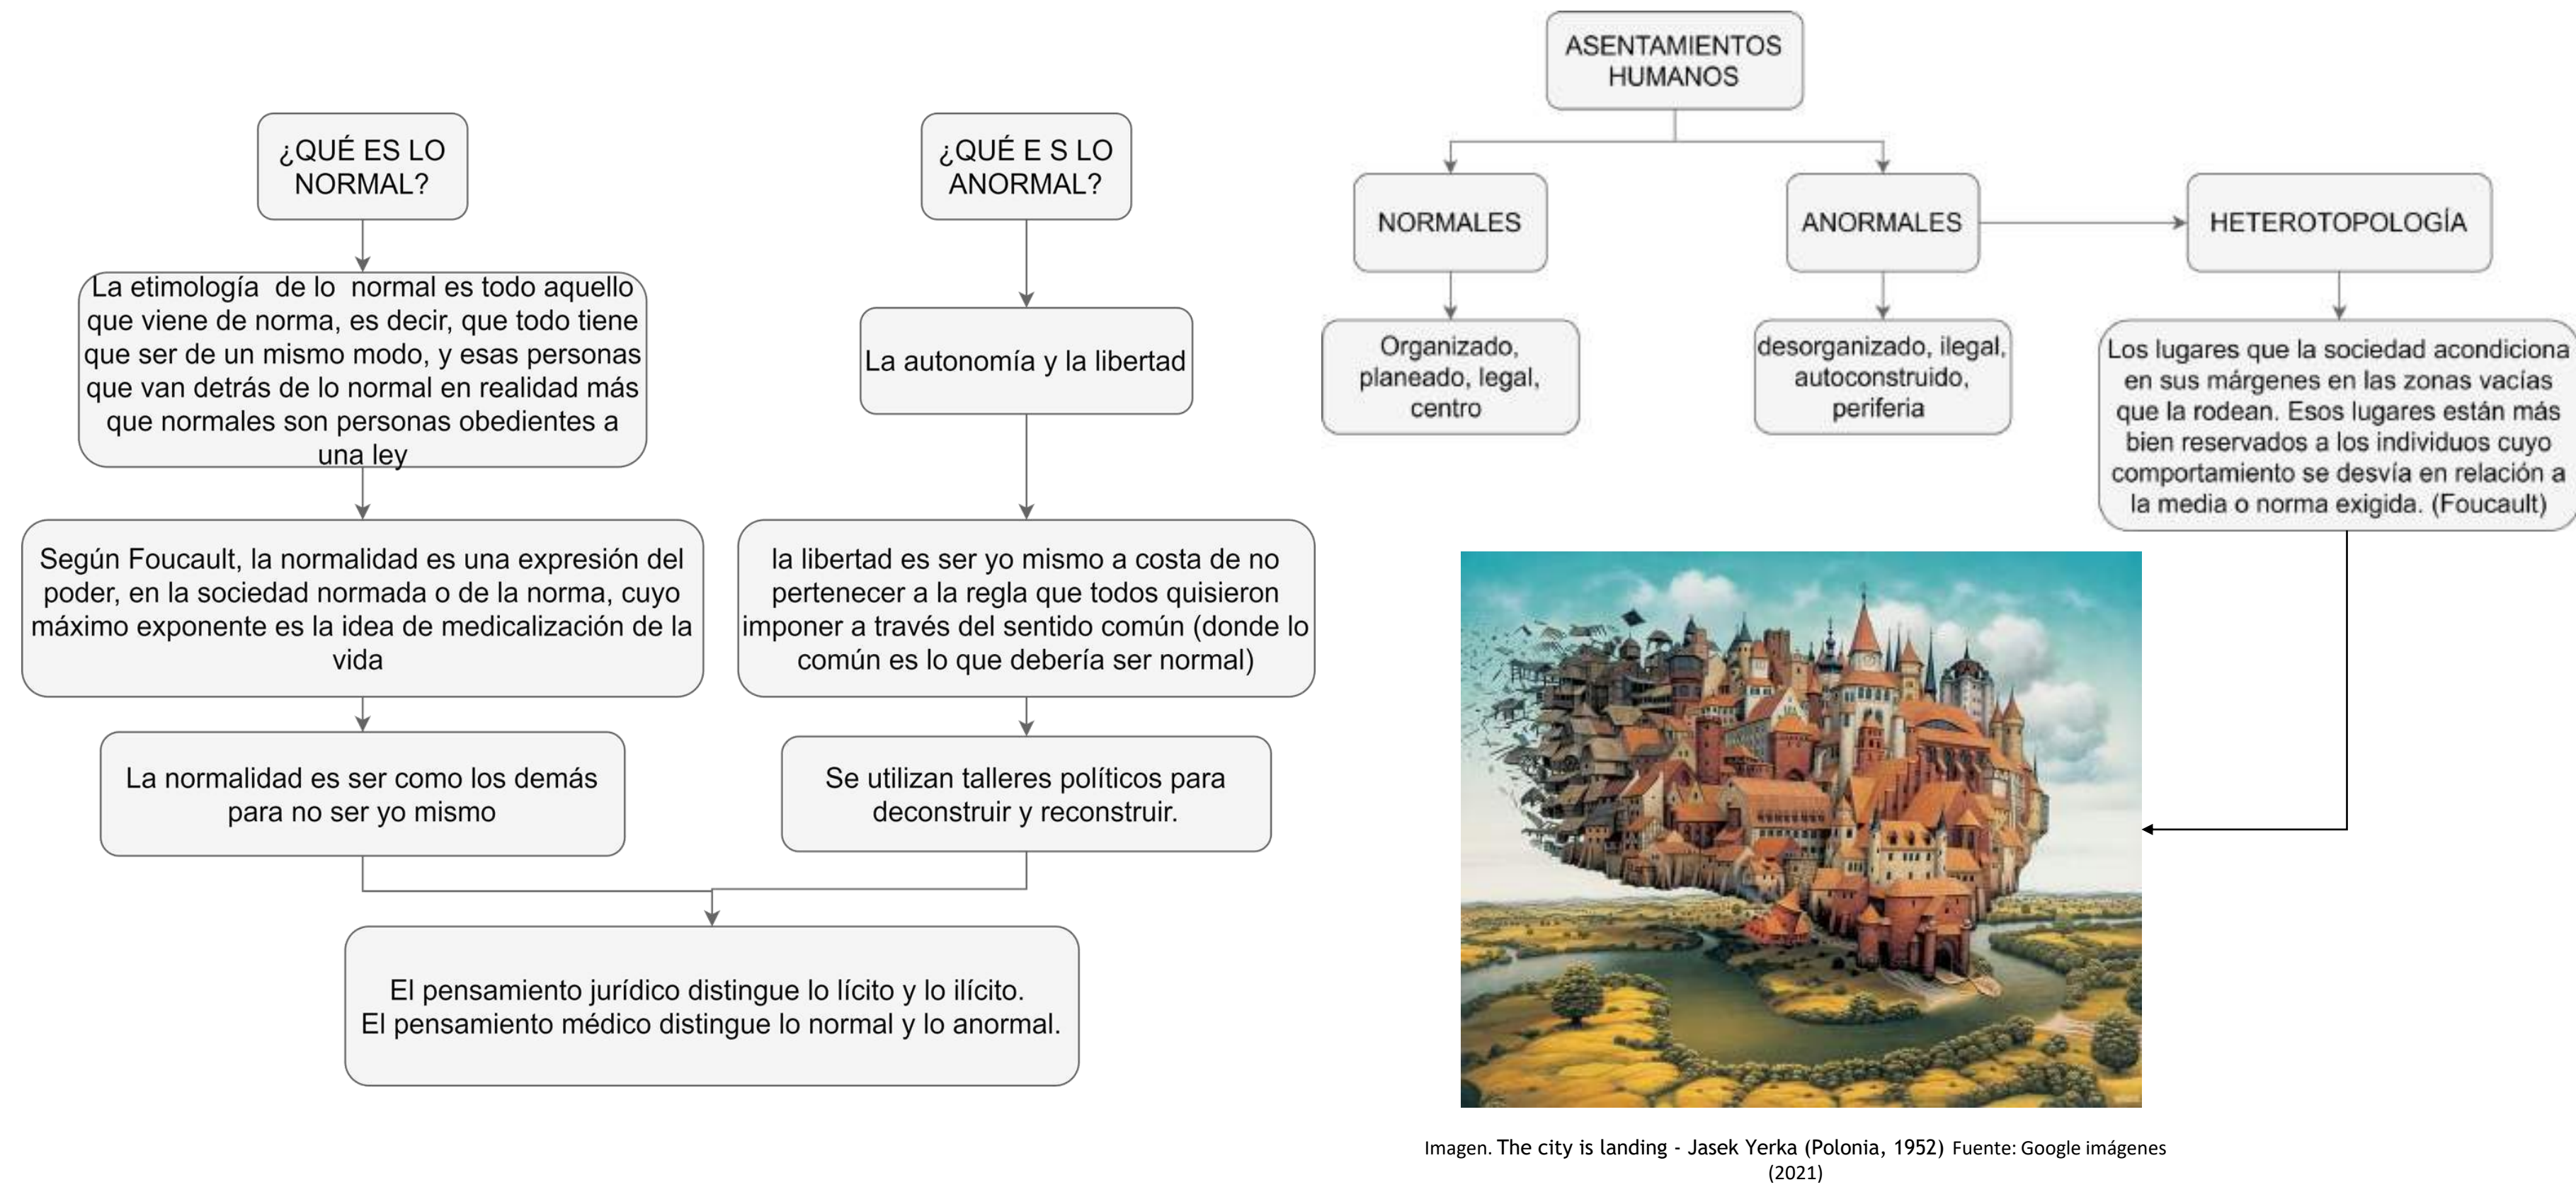 ¿QUÉ ES LO
NORMAL?
La etimología  de lo  normal es todo aquello
que viene de norma, es decir, que todo tiene
que ser de un mismo modo, y esas personas
que van detrás de lo normal en realidad más
que normales son personas obedientes a
una ley
Según Foucault, la normalidad es una expresión del
poder, en la sociedad normada o de la norma, cuyo
máximo exponente es la idea de medicalización de la
vida
La normalidad es ser como los demás
para no ser yo mismo
¿QUÉ E S LO
ANORMAL?
La autonomía y la libertad
la libertad es ser yo mismo a costa de no
pertenecer a la regla que todos quisieron
imponer a través del sentido común (donde lo
común es lo que debería ser normal)
Se utilizan talleres políticos para
deconstruir y reconstruir.
El pensamiento jurídico distingue lo lícito y lo ilícito.
El pensamiento médico distingue lo normal y lo anormal.
ASENTAMIENTOS
HUMANOS
NORMALES
Organizado,
planeado, legal,
centro
ANORMALES
desorganizado, ilegal,
autoconstruido,
periferia
HETEROTOPOLOGÍA
Los lugares que la sociedad acondiciona
en sus márgenes en las zonas vacías
que la rodean. Esos lugares están más
bien reservados a los individuos cuyo
comportamiento se desvía en relación a
la media o norma exigida. (Foucault)
Imagen. The city is landing - Jasek Yerka (Polonia, 1952) Fuente: Google imágenes
(2021)